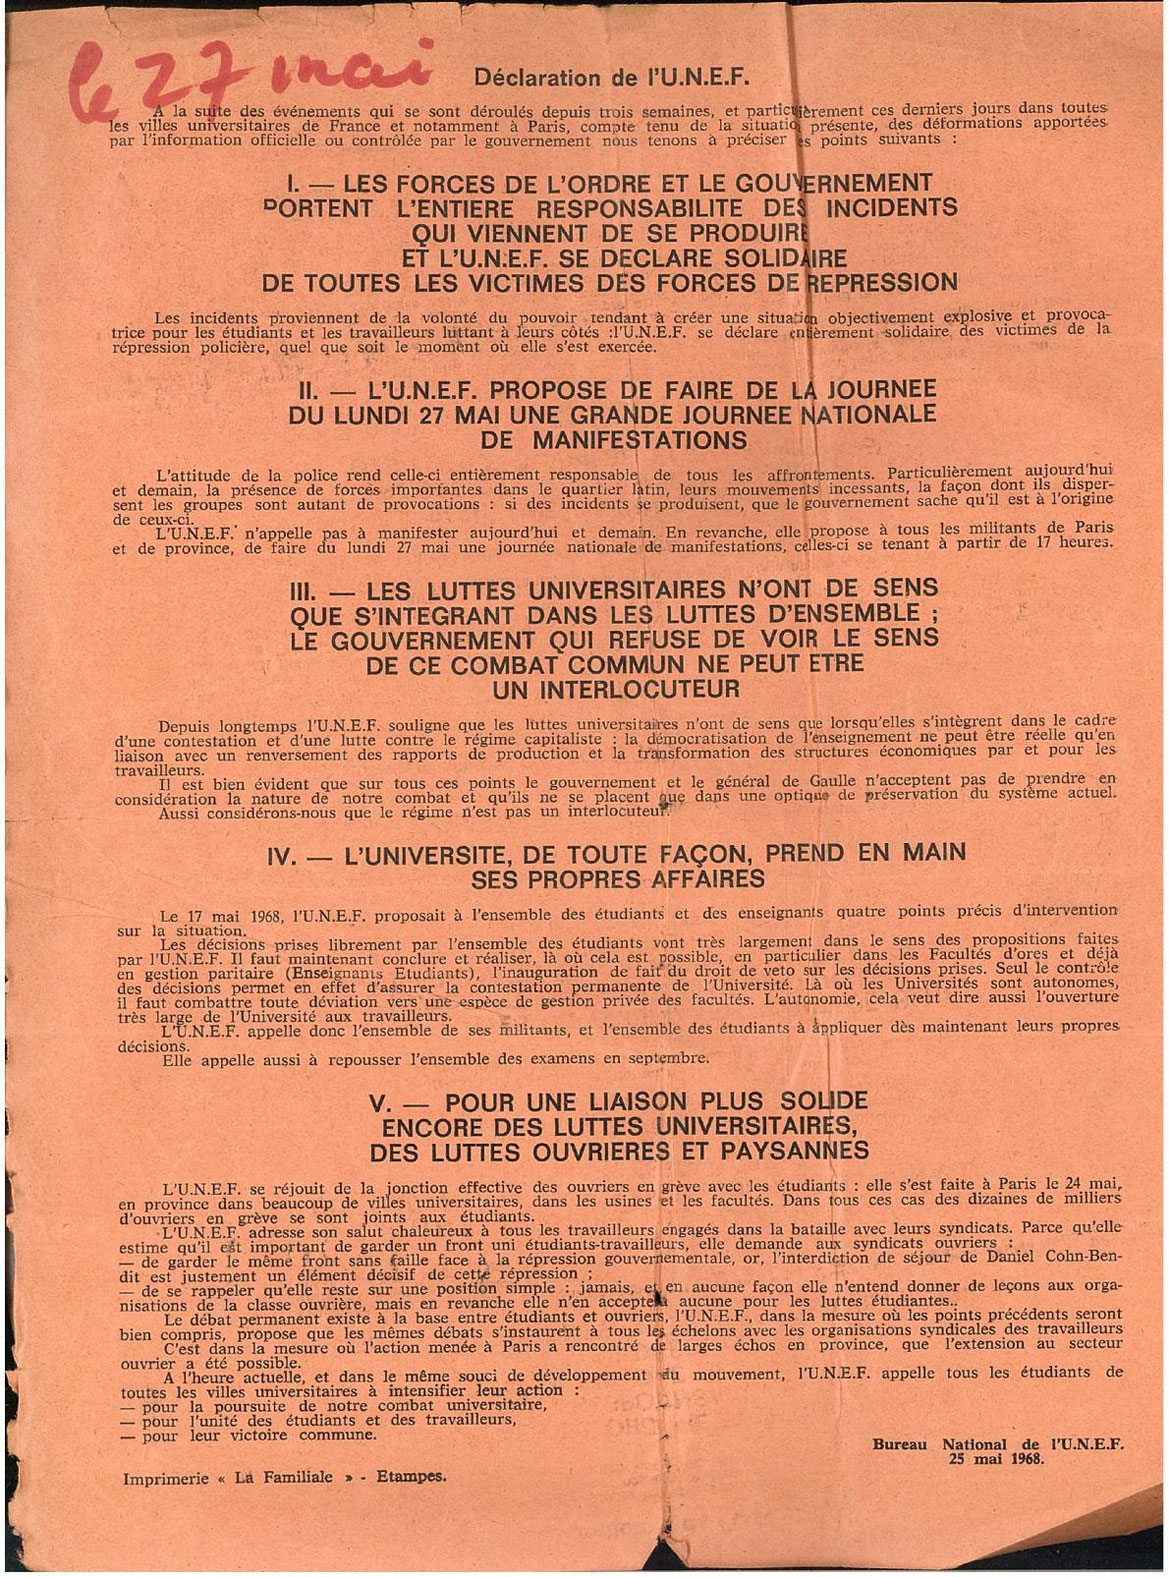 le 27 mai
Déclaration de l'U.N.E.F.
A la suite des événements qui se sont déroulés depuis trois semaines, et particulièrement ces derniers jours dans toutes
les villes universitaires de France et notamment à Paris, compte tenu de la situation présente, des déformations apportées
par l'information officielle ou contrôlée par le gouvernement nous tenons à préciser les points suivants :
I. — LES FORCES DE L'ORDRE ET LE GOUVERNEMENT
PORTENT L'ENTIERE RESPONSABILITE DES INCIDENTS
QUI VIENNENT DE SE PRODUIRE
ET L'U.N.E.F. SE DECLARE SOLIDAIRE
DE TOUTES LES VICTIMES DES FORCES DE REPRESSION
Les incidents proviennent de la volonté du pouvoir tendant à créer une situation objectivement explosive et provoca-
trice pour les étudiants et les travailleurs luttant à leurs côtés :l'U.N.E.F. se déclare entièrement solidaire des victimes de la
répression policière, quel que soit le moment où elle s'est exercée.
II. — L'U.N.E.F. PROPOSE DE FAIRE DE LA JOURNEE
DU LUNDI 27 MAI UNE GRANDE JOURNEE NATIONALE
DE MANIFESTATIONS
L'attitude de la police rend celle-ci entièrement responsable de tous les affrontements. Particulièrement aujourd'hui
et demain, la présence de forces importantes dans le quartier latin, leurs mouvements incessants, la façon dont ils disper-
sent les groupes sont autant de provocations : si des incidents se produisent, que le gouvernement sache qu'il est à l'origine
de ceux-ci.
L'U.N.E.F. n'appelle pas à manifester aujourd'hui et demain. En revanche, elle propose à tous les militants de Paris
et de province, de faire du lundi 27 mai une journée nationale de manifestations, celles-ci se tenant à partir de 17 heures.
III. — LES LUTTES UNIVERSITAIRES N'ONT DE SENS
QUE S'INTEGRANT DANS LES LUTTES D'ENSEMBLE ;
LE GOUVERNEMENT QUI REFUSE DE VOIR LE SENS
DE CE COMBAT COMMUN NE PEUT ETRE
UN INTERLOCUTEUR
Depuis longtemps l'U.N.E.F. souligne que les luttes universitaires n'ont de sens que lorsqu'elles s'intègrent dans le cadre
d'une contestation et d'une lutte contre le régime capitaliste : la démocratisation de l'enseignement ne peut être réelle qu'en
liaison avec un renversement des rapports de production et la transformation des structures économiques par et pour les
travailleurs.
Il est bien évident que sur tous ces points le gouvernement et le général de Gaulle n'acceptent pas de prendre en
considération la nature de notre combat et qu'ils ne se placent que dans une optique de préservation du système actuel.
Aussi considérons-nous que le régime n'est pas un interlocuteur.
IV. — L'UNIVERSITE, DE TOUTE FAÇON, PREND EN MAIN
SES PROPRES AFFAIRES
Le 17 mai 1968, l'U.N.E.F. proposait à l'ensemble des étudiants et des enseignants quatre points précis d'intervention
sur la situation.
Les décisions prises librement par l'ensemble des étudiants vont très largement dans le sens des propositions faites
par l'U.N.E.F. Il faut maintenant conclure et réaliser, là où cela est possible, en particulier dans les Facultés d'ores et déjà
en gestion paritaire (Enseignants Etudiants), l'inauguration de fait du droit de veto sur les décisions prises. Seul le contrôle
des décisions permet en effet d'assurer la contestation permanente de l'Université. Là où les Universités sont autonomes,
il faut combattre toute déviation vers une espèce de gestion privée des facultés. L'autonomie, cela veut dire aussi l'ouverture
très large de l'Université aux travailleurs.
L'U.N.E.F. appelle donc l'ensemble de ses militants, et l'ensemble des étudiants à appliquer dès maintenant leurs propres
décisions.
Elle appelle aussi à repousser l'ensemble des examens en septembre.
V. — POUR UNE LIAISON PLUS SOLIDE
ENCORE DES LUTTES UNIVERSITAIRES,
DES LUTTES OUVRIERES ET PAYSANNES
L'U.N.E.F. se réjouit de la jonction effective des ouvriers en grève avec les étudiants : elle s'est faite à Paris le 24 mai,
en province dans beaucoup de villes universitaires, dans les usines et les facultés. Dans tous ces cas des dizaines de milliers
d'ouvriers en grève se sont joints aux étudiants.
L'U.N.E.F. adresse son salut chaleureux à tous les travailleurs engagés dans la bataille avec leurs syndicats. Parce qu'elle
estime qu'il est important de garder un front uni étudiants-travailleurs, elle demande aux syndicats ouvriers :
— de garder le même front sans faille face à la répression gouvernementale, or, l'interdiction de séjour de Daniel Cohn-Ben-
dit est justement un élément décisif de cette répression ;
— de se rappeler qu'elle reste sur une position simple : jamais, et en aucune façon elle n'entend donner de leçons aux orga-
nisations de la classe ouvrière, mais en revanche elle n'en acceptera aucune pour les luttes étudiantes..
Le débat permanent existe à la base entre étudiants et ouvriers, l'U.N.E.F., dans la mesure où les points précédents seront
bien compris, propose que les mêmes débats s'instaurent à tous les échelons avec les organisations syndicales des travailleurs
C'est dans la mesure où l'action menée à Paris a rencontré de larges échos en province, que l'extension au secteur
ouvrier a été possible.
A l'heure actuelle, et dans le même souci de développement du mouvement, l'U.N.E.F. appelle tous les étudiants de
toutes les villes universitaires à intensifier leur action :
— pour la poursuite de notre combat universitaire,
— pour l'unité des étudiants et des travailleurs,
— pour leur victoire commune.
Bureau National de l'U.N.E.F.
25 mai 1968.
Imprimerie « La Familiale » - Etampes.